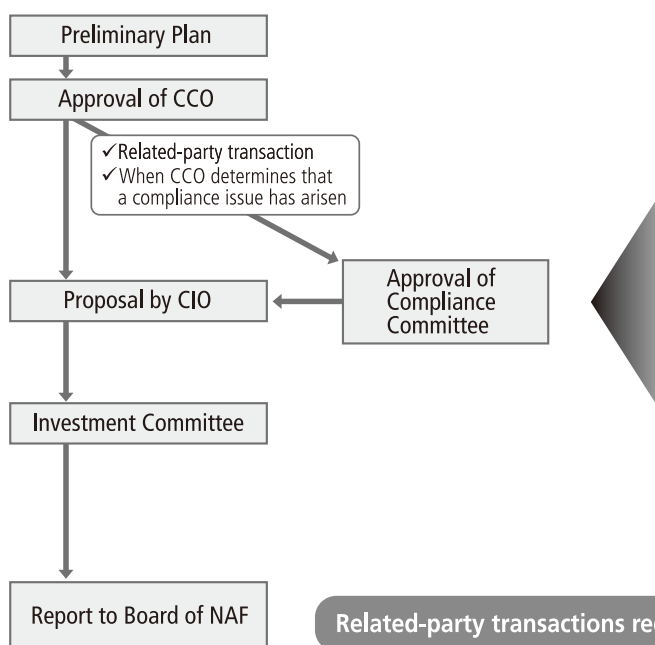 Preliminary Plan
Approval of CCO
✓Related-party transaction
✓When CCO determines that
a compliance issue has arisen
Approval of
Compliance
Committee
Proposal by CIO
Investment Committee
Report to Board of NAF
Related-party transactions